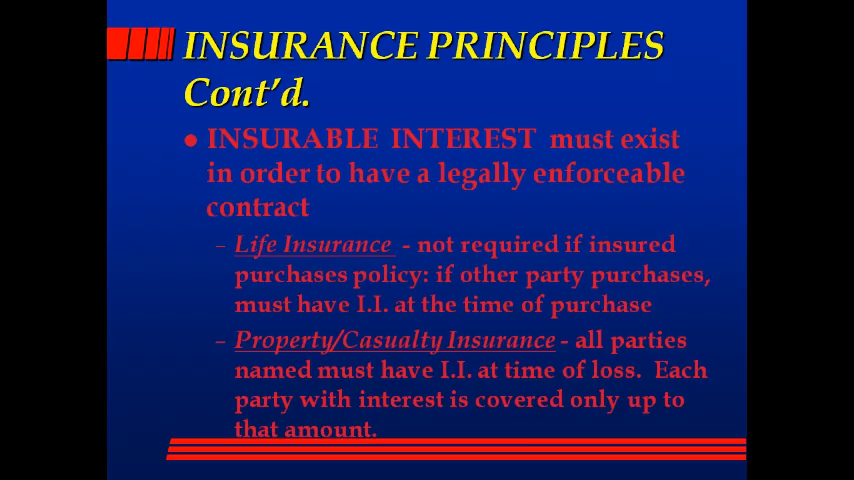 INSURANCE PRINCIPLES
Cont’d.
INSURABLE INTEREST must exist
in order to have a legally enforceable
contract
– Life Insurance - not required if insured
purchases policy: if other party purchases,
must have I.I. at the time of purchase
– Property/Casualty Insurance - all parties
named must have I.I. at time of loss. Each
party with interest is covered only up to
that amount.